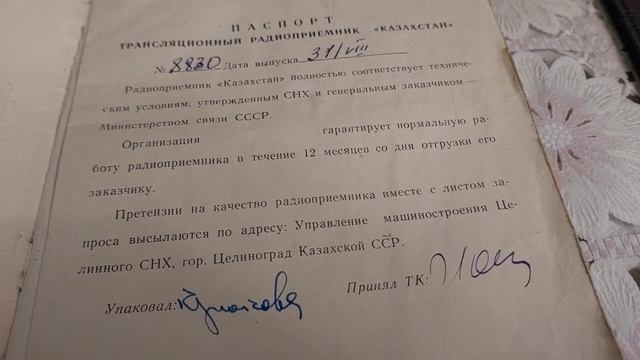 ПАСПОРТ
ТРАНСЛЯЦИОННЫЙ РАДИОПРИЕМНИК «КАЗАХСТАН»
№ 8830 Дата выпуска 31/VIII
Радиоприемник «Казахстан» полностью соответствует техниче-
ским условиям, утвержденным СНХ и генеральным заказчиком —
Министерством связи СССР.
Организация гарантирует нормальную ра-
боту радиоприемника в течение 12 месяцев со дня отгрузки его
заказчику.
Претензии на качество радиоприемника вместе с листом за-
проса высылаются по адресу: Управление машиностроения Це-
линного СНХ, гор. Целиноград Казахской ССР.
Упаковал:
Принял ТК: